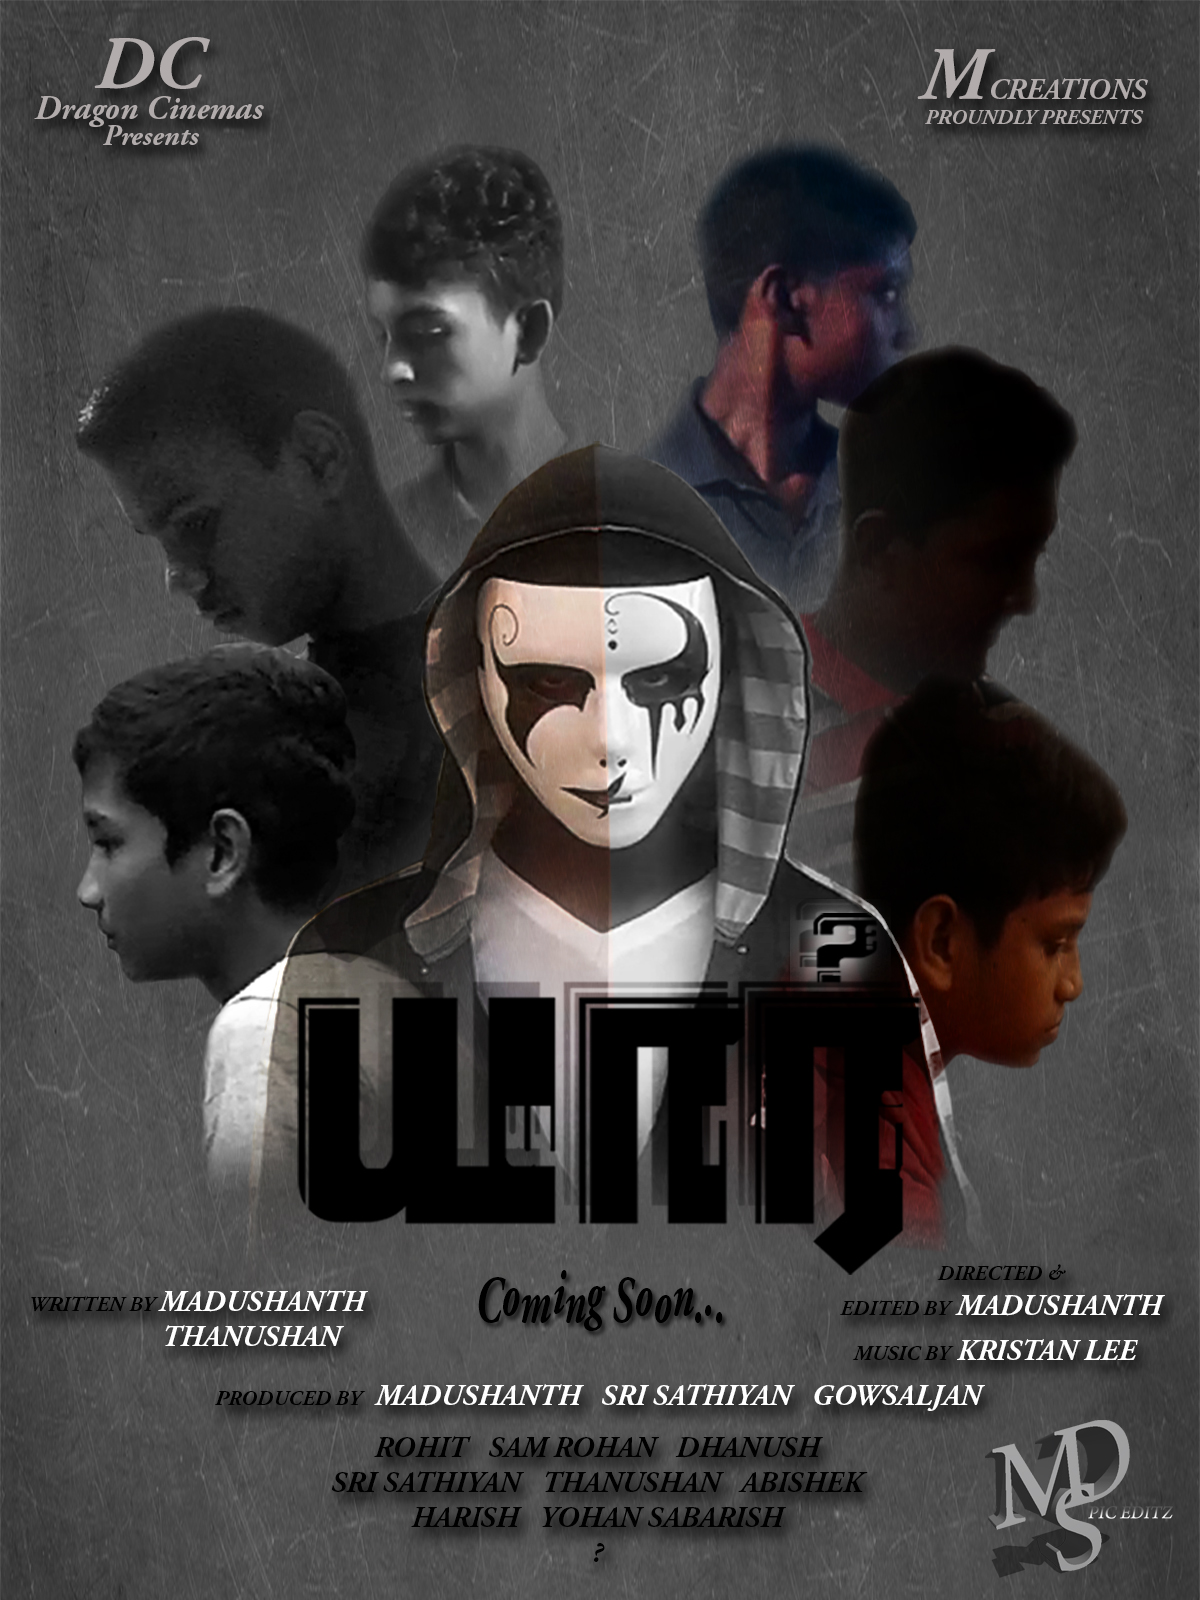 DC
Dragon Cinemas
Presents
M CREATIONS
PROUNDLY PRESENTS
?
யார்
WRITTEN BY MADUSHANTH
THANUSHAN
Coming Soon...
DIRECTED &
EDITED BY MADUSHANTH
MUSIC BY KRISTAN LEE
PRODUCED BY MADUSHANTH SRI SATHIYAN GOWSALJAN
ROHIT SAM ROHAN DHANUSH
SRI SATHIYAN THANUSHAN ABISHEK
HARISH YOHAN SABARISH
?
MDS
PIC EDITZ